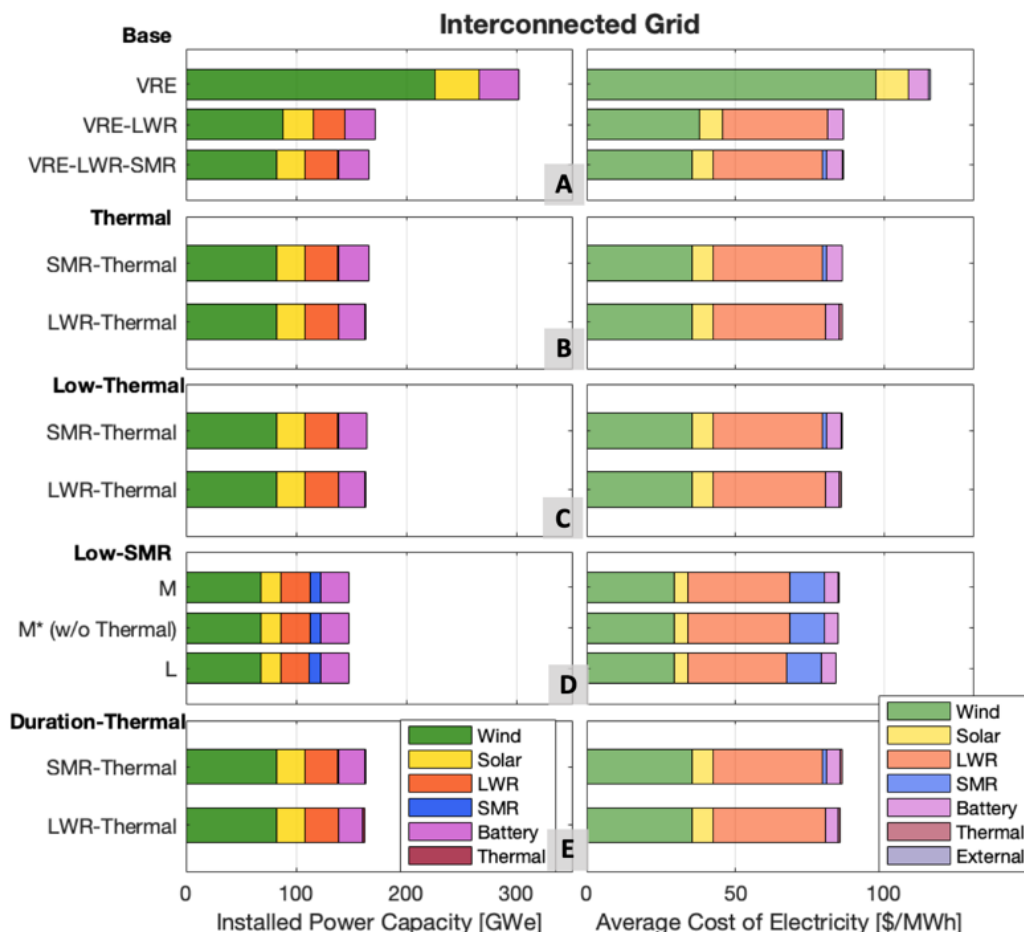 Interconnected Grid
Base
VRE
VRE-LWR
VRE-LWR-SMR
A
Thermal
SMR-Thermal
LWR-Thermal
B
Low-Thermal
SMR-Thermal
LWR-Thermal
C
Low-SMR
M
M* (w/o Thermal)
L
D
Duration-Thermal
SMR-Thermal
LWR-Thermal
E
Wind
Solar
LWR
SMR
Battery
Thermal
Wind
Solar
LWR
SMR
Battery
Thermal
External
0 100 200 300
Installed Power Capacity [GWe]
0 50 100
Average Cost of Electricity [$/MWh]